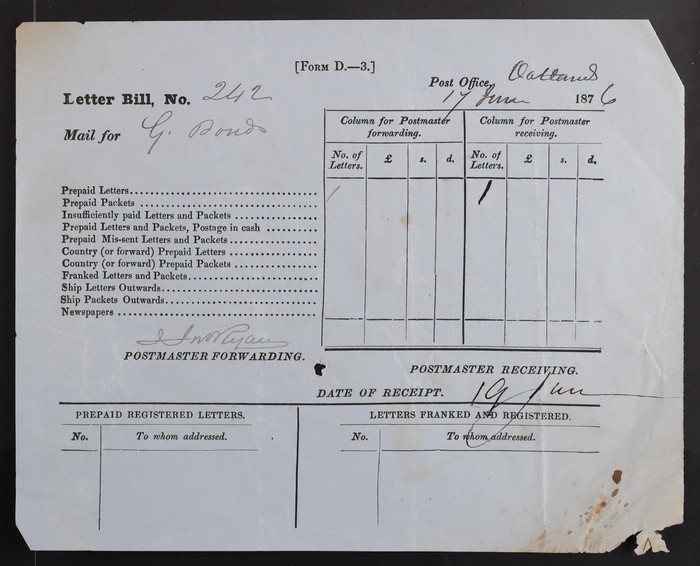 [FORM D.—3.]
Post Office, Oatlands
17 June 1876
Letter Bill, No. 242
Mail for G. Ponds
Column for Postmaster forwarding. Column for Postmaster receiving.
No. of Letters. £ s. d. No. of Letters. £ s. d.
Prepaid Letters 1 1
Prepaid Packets
Insufficiently paid Letters and Packets
Prepaid Letters and Packets, Postage in cash
Prepaid Mis-sent Letters and Packets
Country (or forward) Prepaid Letters
Country (or forward) Prepaid Packets
Franked Letters and Packets
Ship Letters Outwards
Ship Packets Outwards
Newspapers
POSTMASTER FORWARDING.
POSTMASTER RECEIVING.
DATE OF RECEIPT. 19 June
PREPAID REGISTERED LETTERS. LETTERS FRANKED AND REGISTERED.
No. To whom addressed. No. To whom addressed.